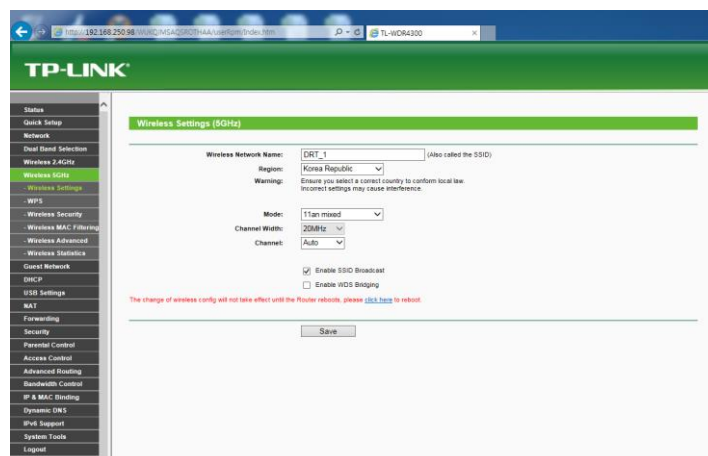 http://192.168.250.98/
TL-WDR4300
TP-LINK
Status
Quick Setup
Network
Dual Band Selection
Wireless 2.4GHz
Wireless 5GHz
- Wireless Settings
- WPS
- Wireless Security
- Wireless MAC Filtering
- Wireless Advanced
- Wireless Statistics
Guest Network
DHCP
USB Settings
NAT
Forwarding
Security
Parental Control
Access Control
Advanced Routing
Bandwidth Control
IP & MAC Binding
Dynamic DNS
IPv6 Support
System Tools
Logout
Wireless Settings (5GHz)
Wireless Network Name: DRT_1 (Also called the SSID)
Region: Korea Republic
Warning: Ensure you select a correct country to conform local law.
Incorrect settings may cause interference.
Mode: 11an mixed
Channel Width: 20MHz
Channel: Auto
Enable SSID Broadcast
Enable WDS Bridging
The change of wireless config will not take effect until the Router reboots, please click here to reboot.
Save